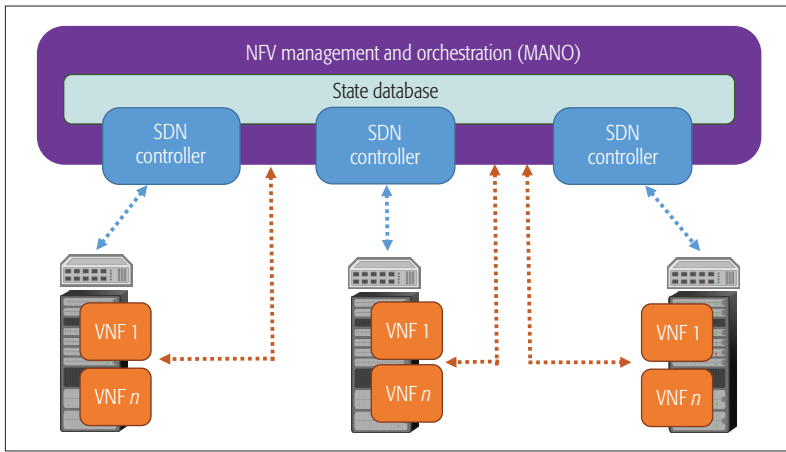 NFV management and orchestration (MANO)
State database
SDN
controller
SDN
controller
SDN
controller
VNF 1
VNF n
VNF 1
VNF n
VNF 1
VNF n